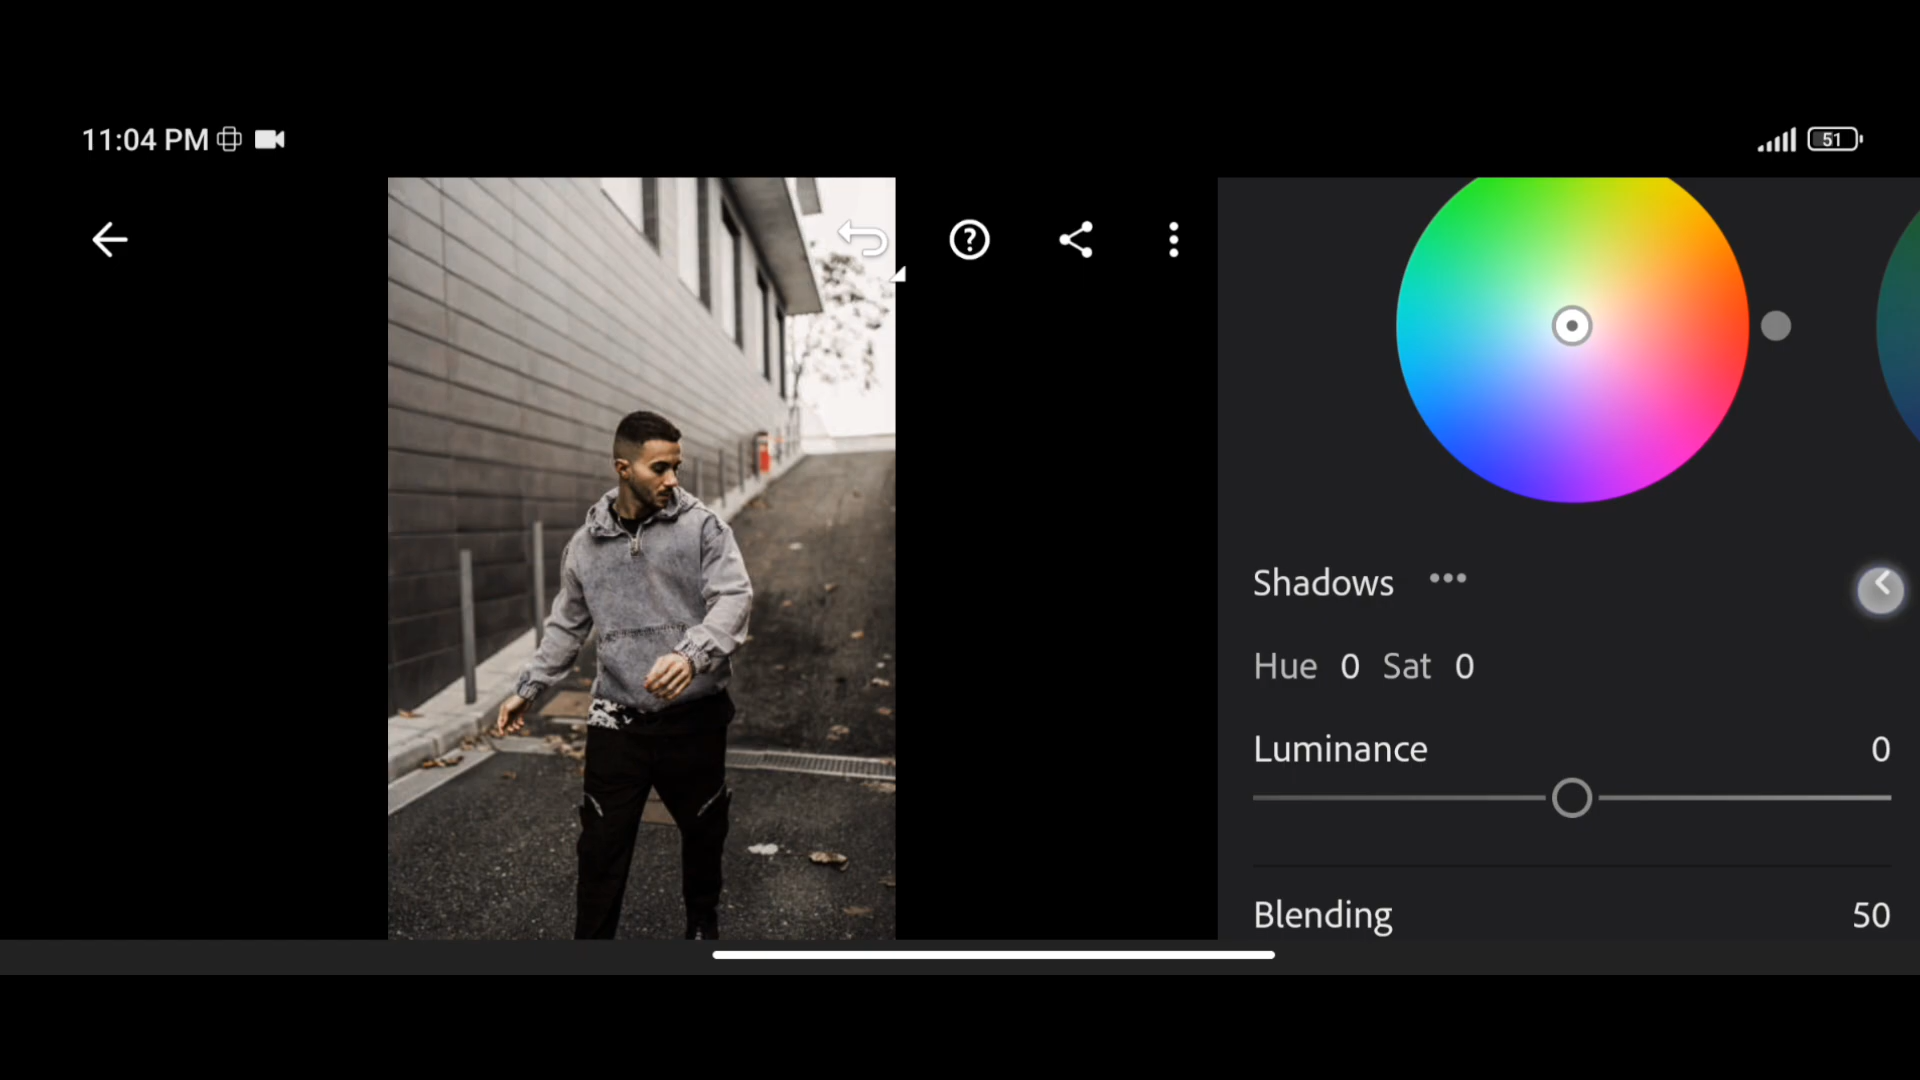 11:04 PM
51
?
Shadows •••
Hue 0 Sat 0
Luminance 0
Blending 50